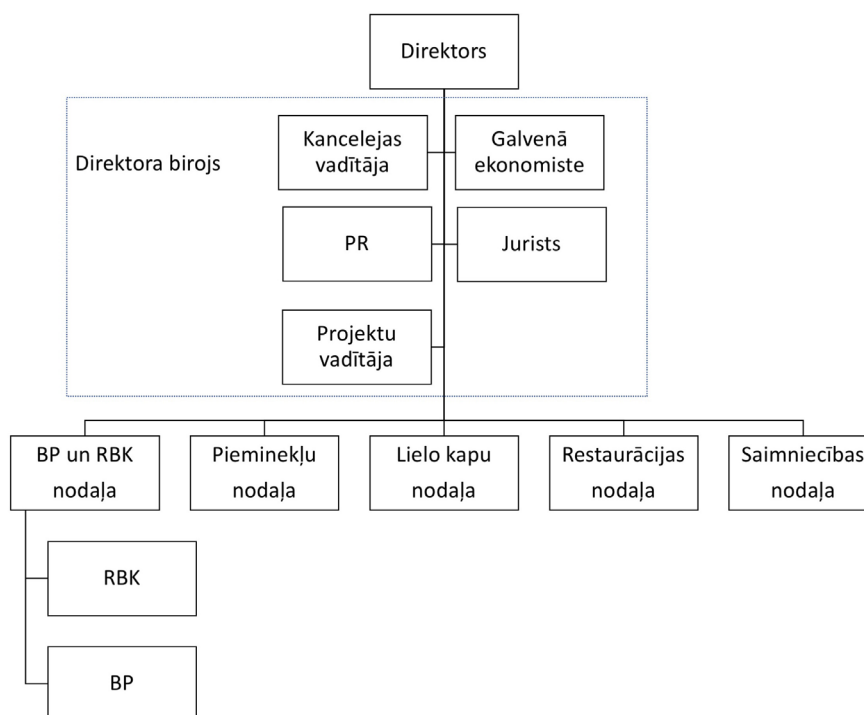 Direktors
Direktora birojs
Kancelejas
vadītāja
Galvenā
ekonomiste
PR
Jurists
Projektu
vadītāja
BP un RBK
nodaļa
Pieminekļu
nodaļa
Lielo kapu
nodaļa
Restaurācijas
nodaļa
Saimniecības
nodaļa
RBK
BP